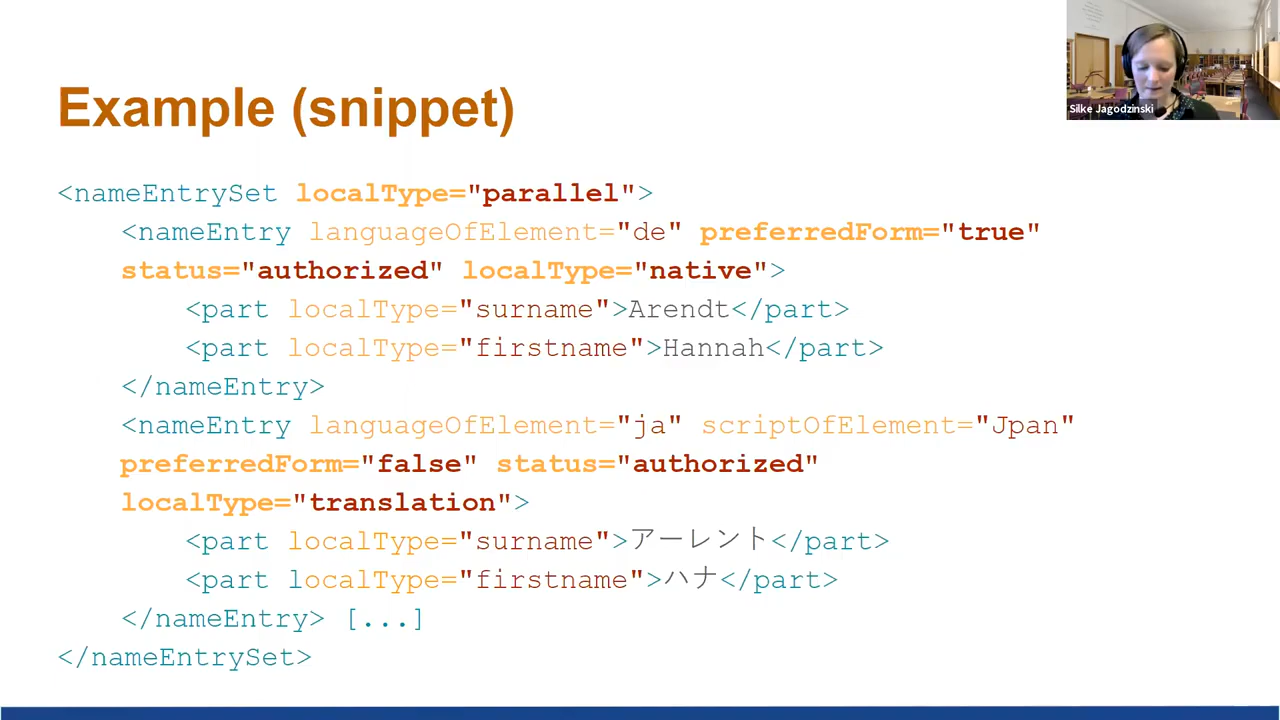 Silke Jagodzinski
Example (snippet)
<nameEntrySet localType="parallel">
<nameEntry languageOfElement="de" preferredForm="true"
status="authorized" localType="native">
<part localType="surname">Arendt</part>
<part localType="firstname">Hannah</part>
</nameEntry>
<nameEntry languageOfElement="ja" scriptOfElement="Jpan"
preferredForm="false" status="authorized"
localType="translation">
<part localType="surname">アーレント</part>
<part localType="firstname">ハナ</part>
</nameEntry> [...]
</nameEntrySet>